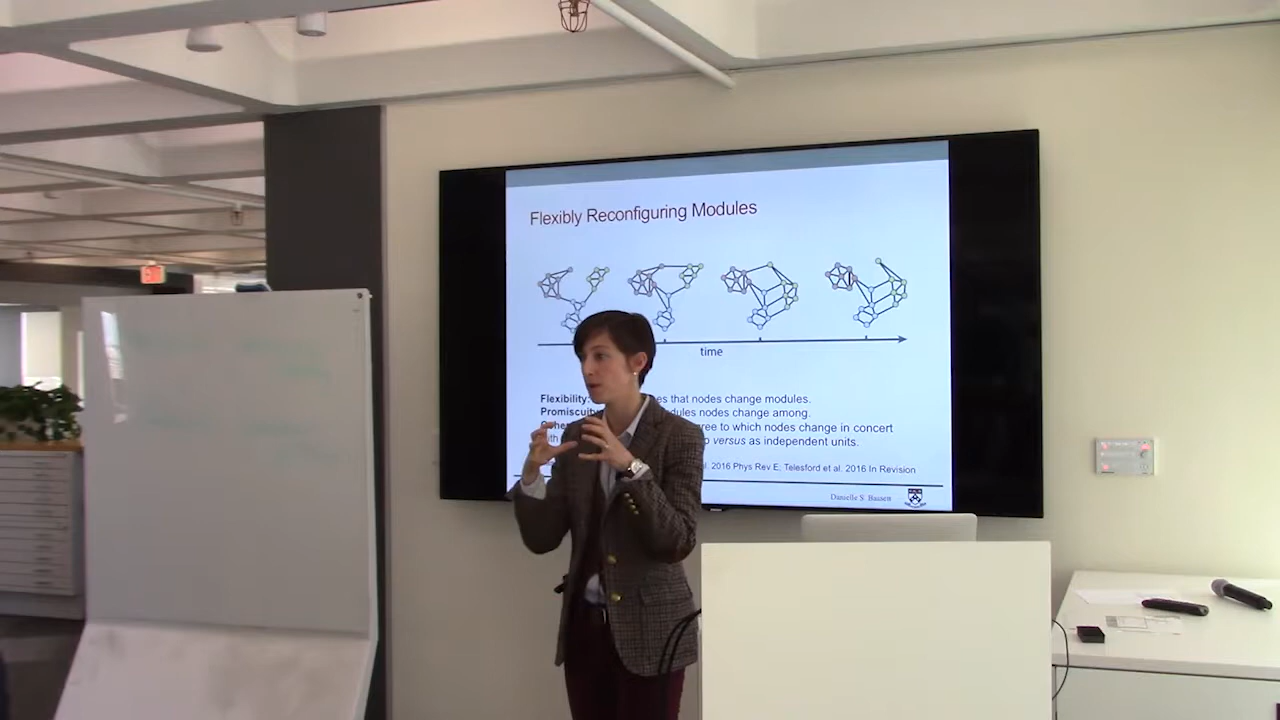 Flexibly Reconfiguring Modules
time
Flexibility: es that nodes change modules.
Promiscuity dules nodes change among.
ree to which nodes change in concert
versus as independent units.
al. 2016 Phys Rev E, Telesford et al. 2016 In Revision
Danielle S. Bassett